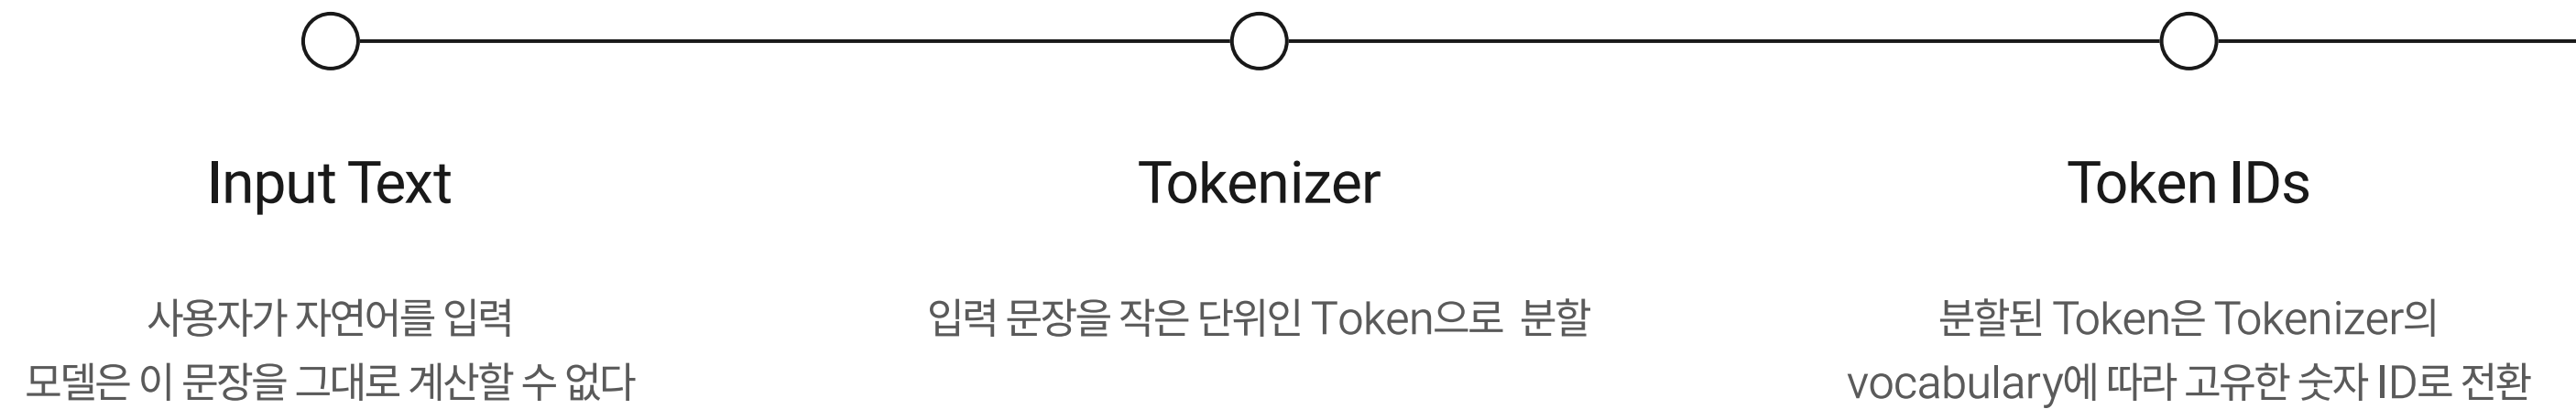 Input Text
사용자가 자연어를 입력
모델은 이 문장을 그대로 계산할 수 없다
Tokenizer
입력 문장을 작은 단위인 Token으로 분할
Token IDs
분할된 Token은 Tokenizer의
vocabulary에 따라 고유한 숫자 ID로 전환